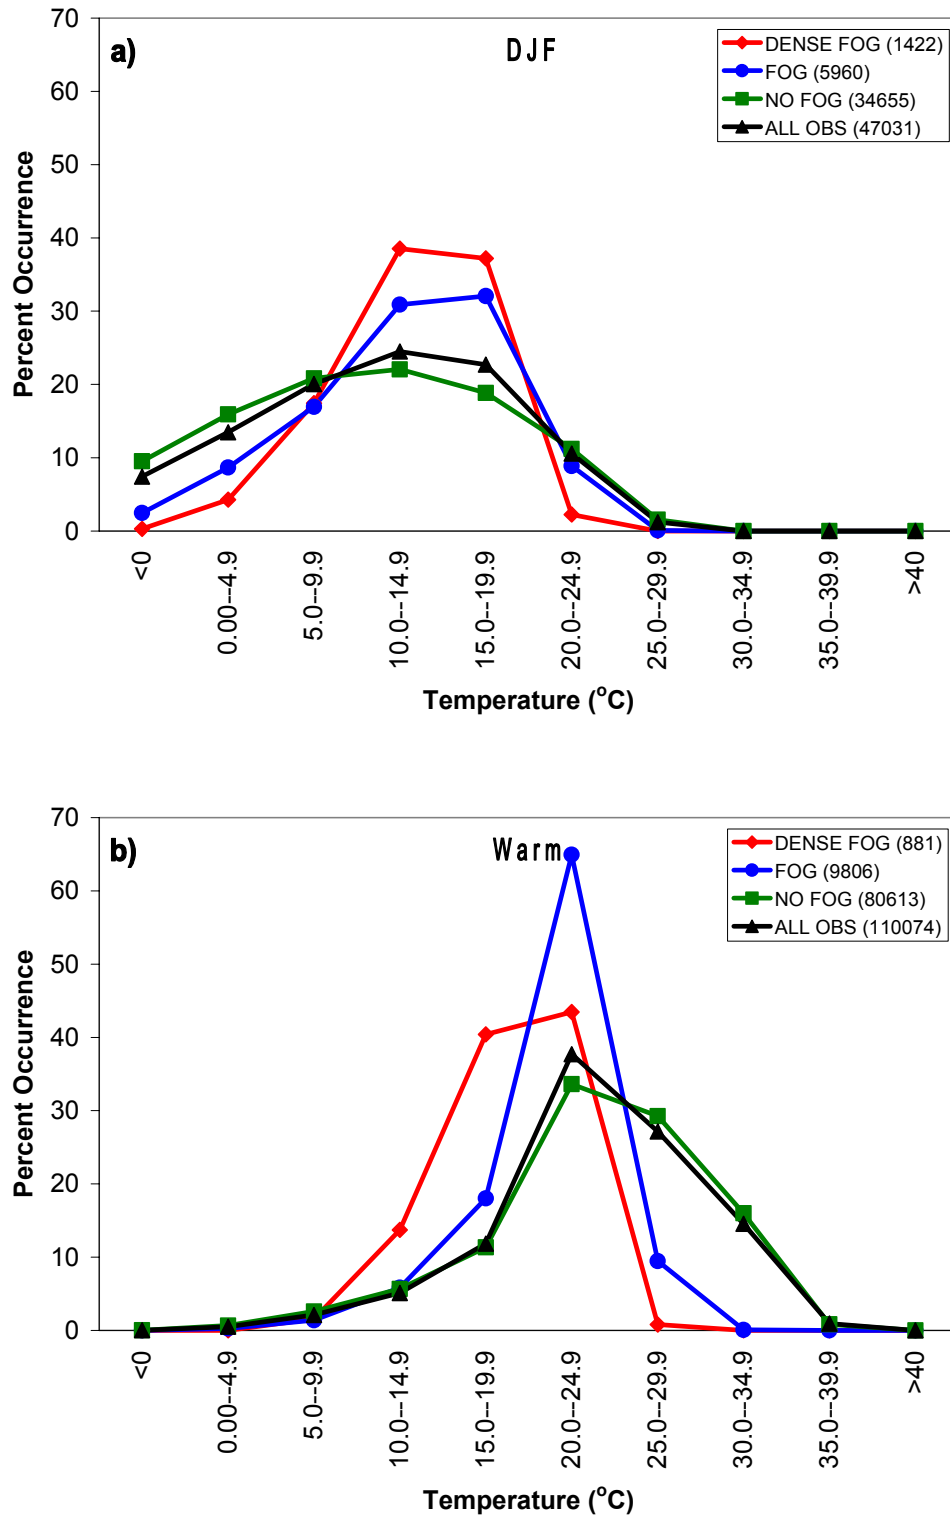 a)
DJF
DENSE FOG (1422)
FOG (5960)
NO FOG (34655)
ALL OBS (47031)
Percent Occurrence
70
60
50
40
30
20
10
0
<0
0.00--4.9
5.0--9.9
10.0--14.9
15.0--19.9
20.0--24.9
25.0--29.9
30.0--34.9
35.0--39.9
>40
Temperature (°C)
b)
Warm
DENSE FOG (881)
FOG (9806)
NO FOG (80613)
ALL OBS (110074)
Percent Occurrence
70
60
50
40
30
20
10
0
<0
0.00--4.9
5.0--9.9
10.0--14.9
15.0--19.9
20.0--24.9
25.0--29.9
30.0--34.9
35.0--39.9
>40
Temperature (°C)